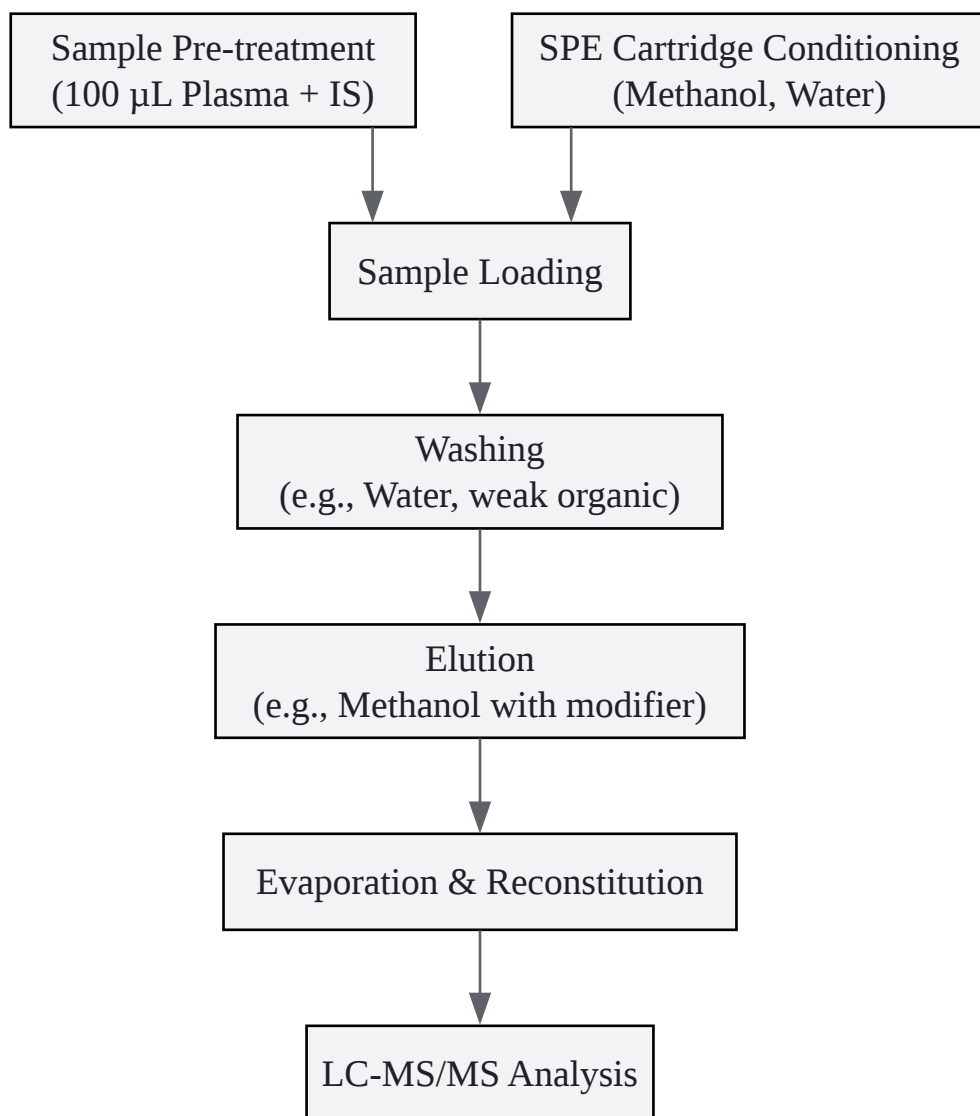 Sample Pre-treatment
(100 µL Plasma + IS)
SPE Cartridge Conditioning
(Methanol, Water)
Sample Loading
Washing
(e.g., Water, weak organic)
Elution
(e.g., Methanol with modifier)
Evaporation & Reconstitution
LC-MS/MS Analysis